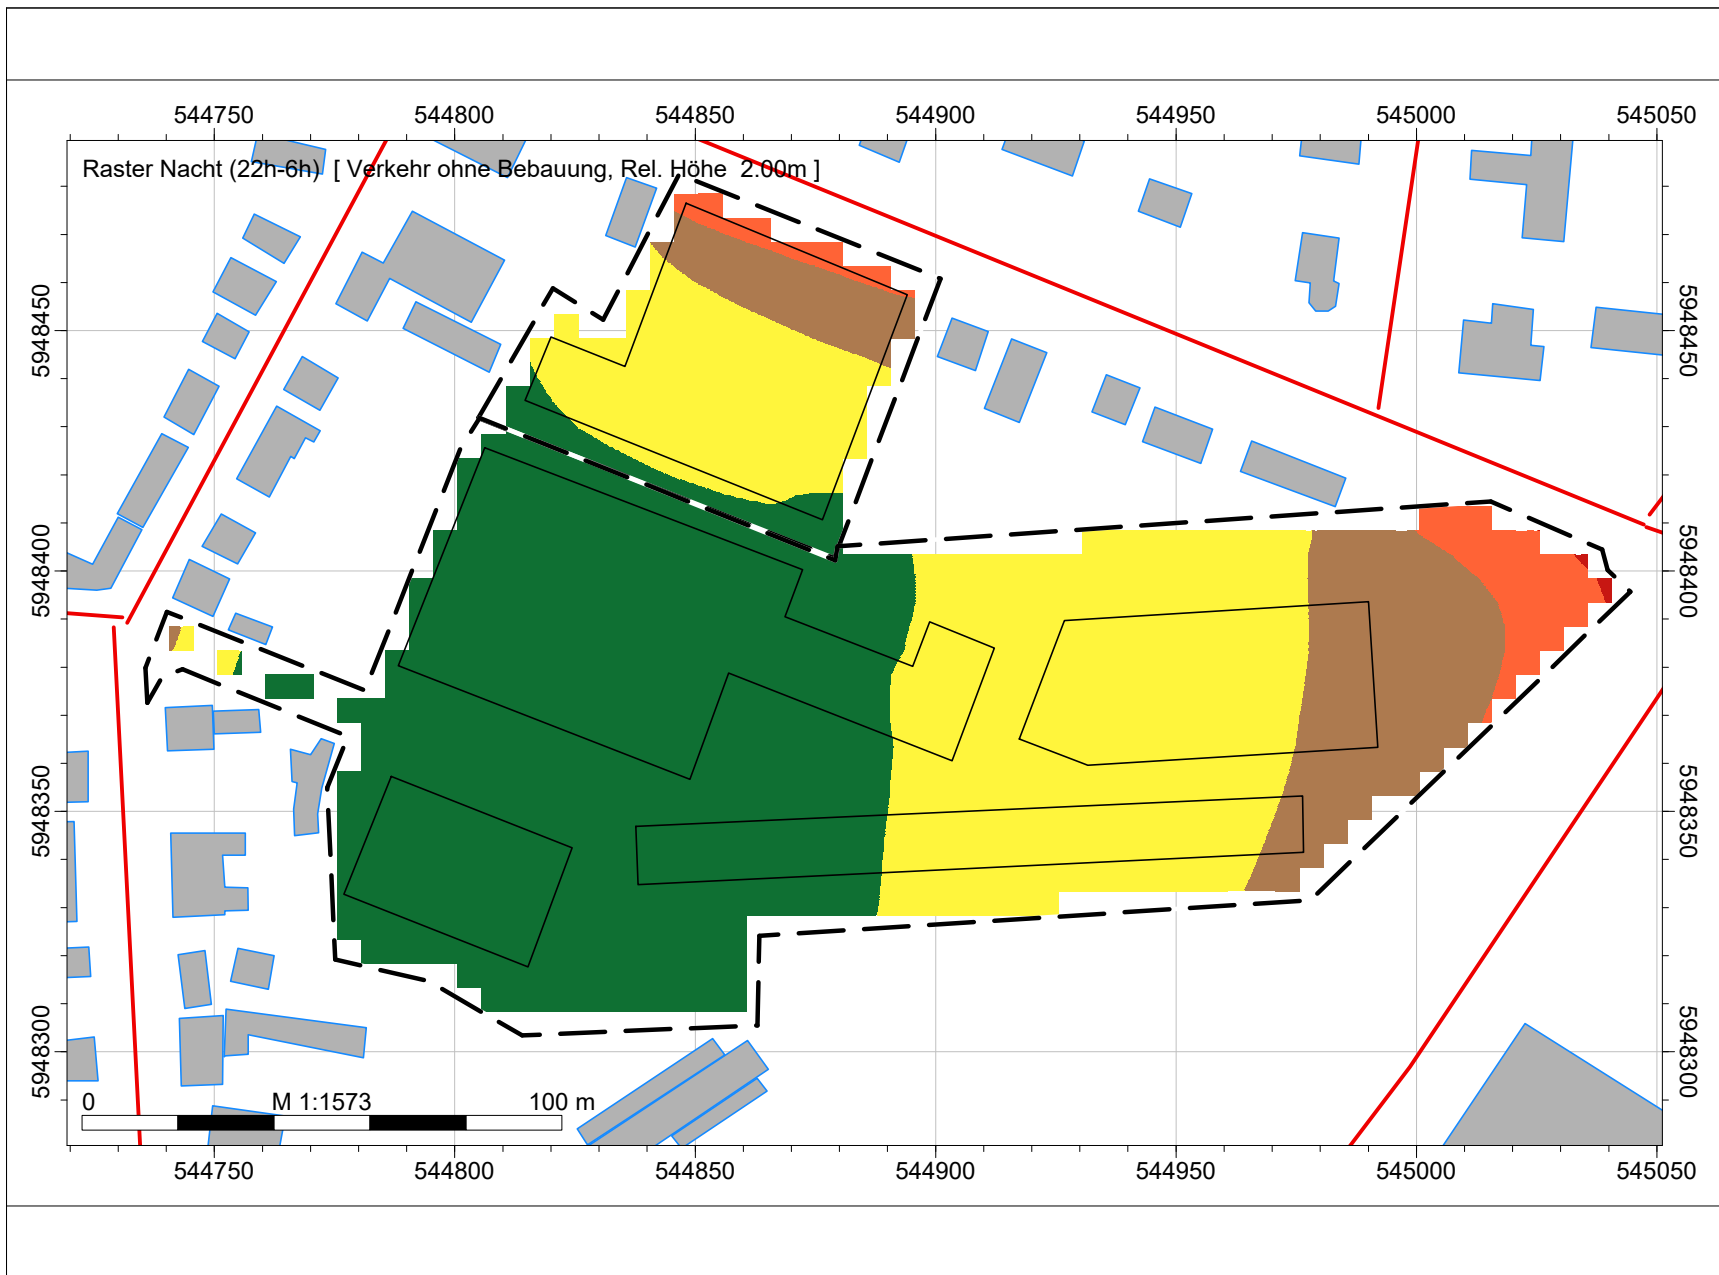 544750 544800 544850 544900 544950 545000 545050
Raster Nacht (22h-6h) [ Verkehr ohne Bebauung, Rel. Höhe 2.00m ]
5948450 5948450
5948400 5948400
5948350 5948350
5948300 5948300
0 M 1:1573 100 m
544750 544800 544850 544900 544950 545000 545050